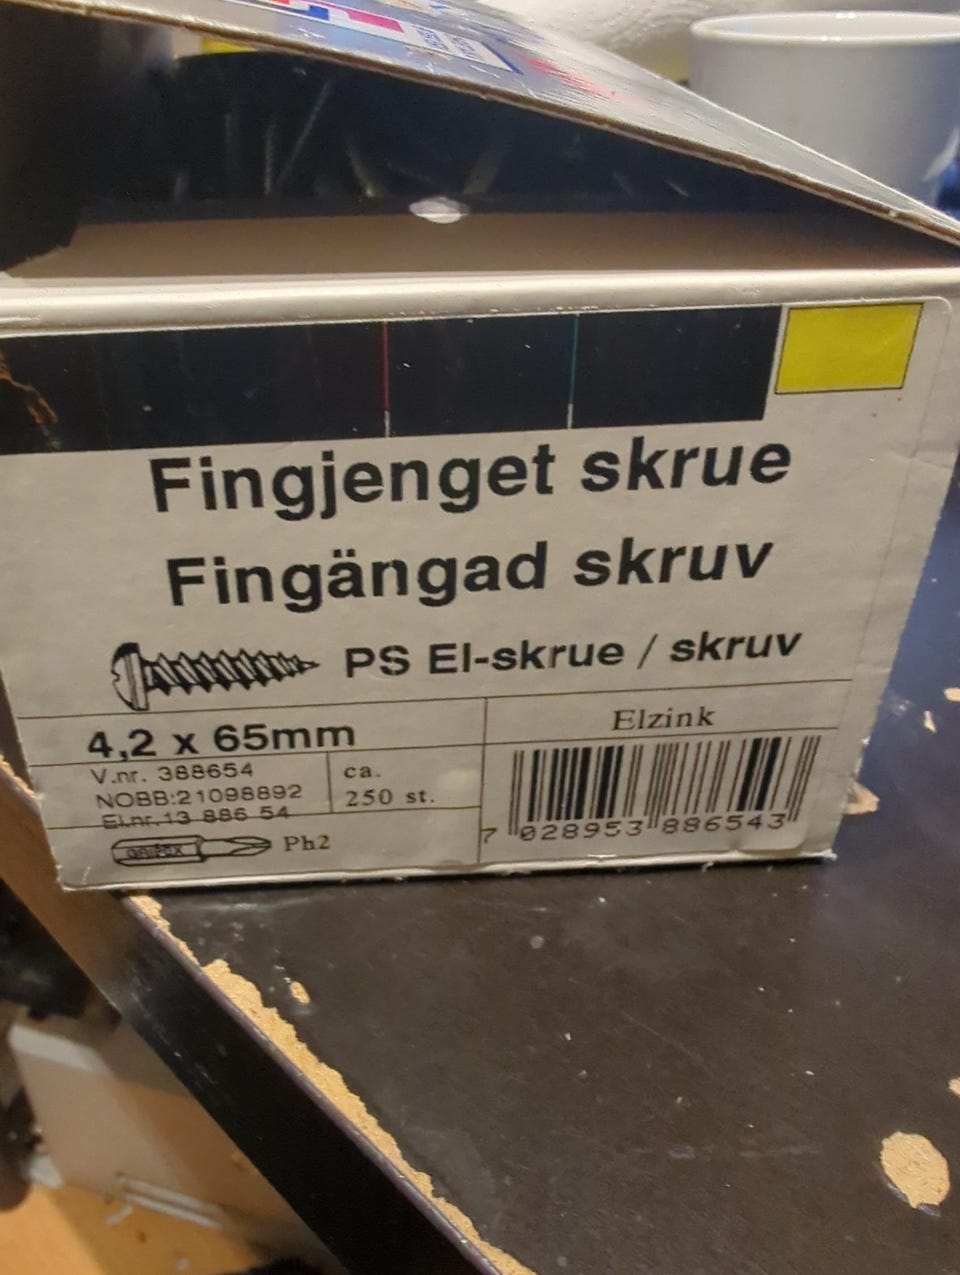 Fingjenget skrue
Fingängad skruv
PS El-skrue / skruv
4,2 x 65mm
Elzink
V.nr. 388654
NOBB:21098892
El.nr.13 886 54
ca.
250 st.
Ph2
7 028953 886543